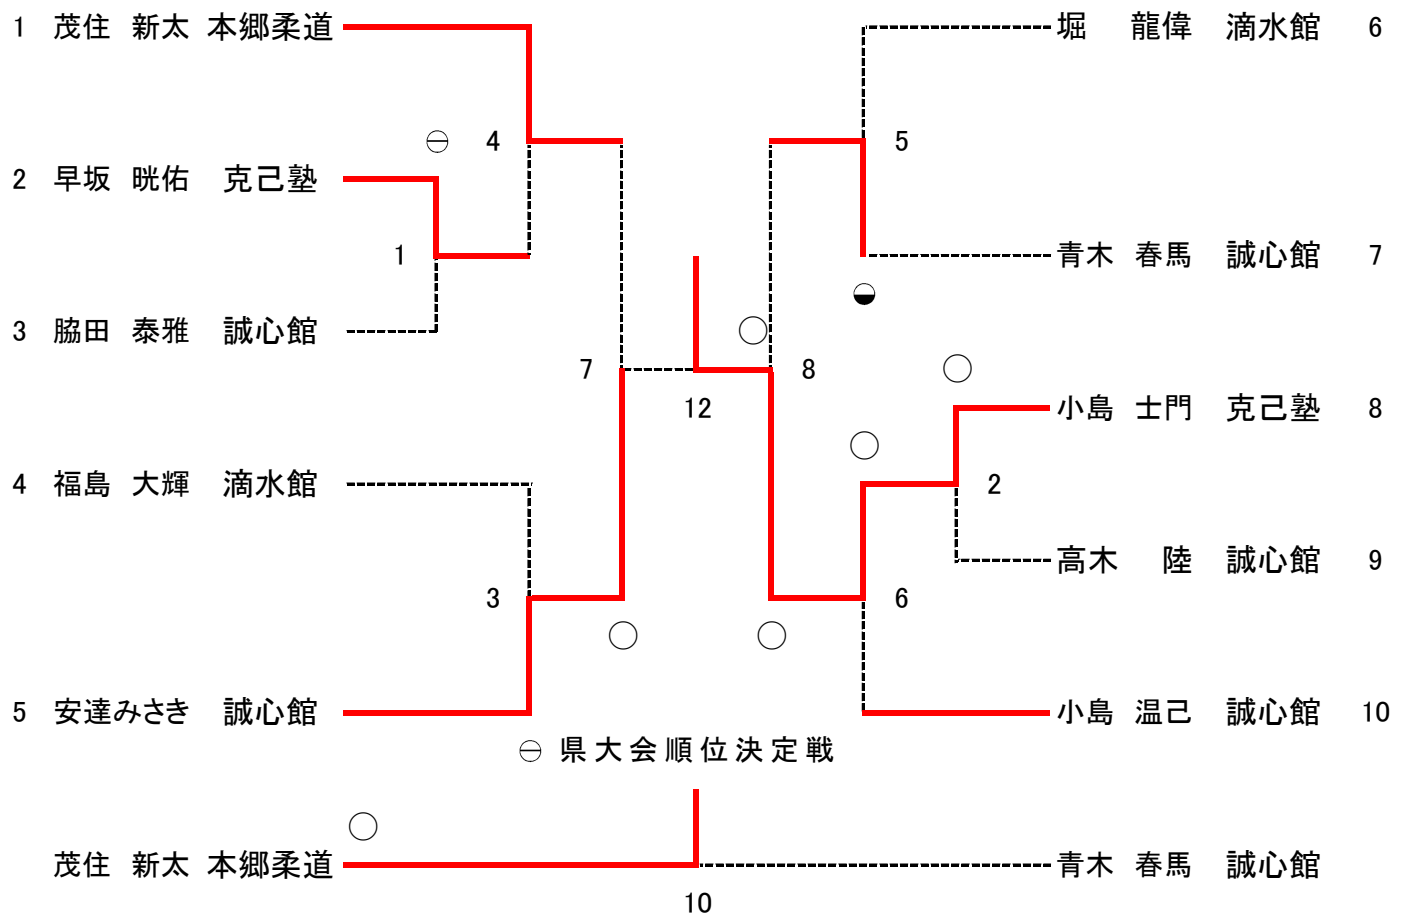 1 茂住 新太 本郷柔道
堀 龍偉 滴水館 6
4
5
2 早坂 晄佑 克己塾
1
青木 春馬 誠心館 7
3 脇田 泰雅 誠心館
7
8
12
小島 士門 克己塾 8
4 福島 大輝 滴水館
2
高木 陸 誠心館 9
3
6
5 安達みさき 誠心館
小島 温己 誠心館 10
県大会順位決定戦
茂住 新太 本郷柔道
青木 春馬 誠心館
10